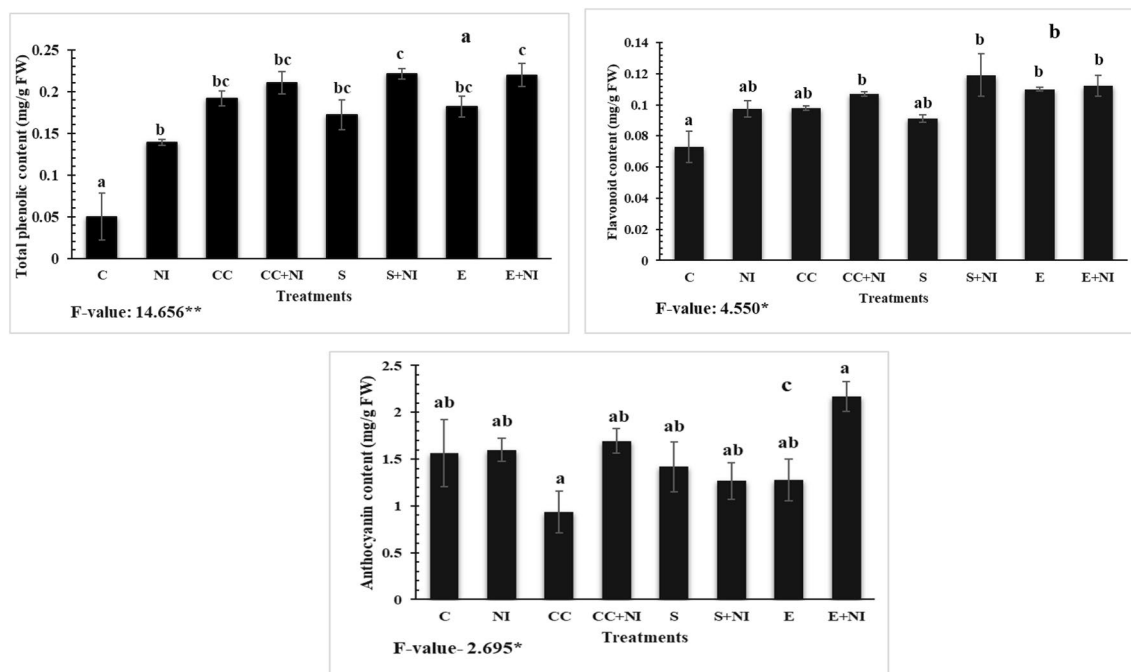 Total phenolic content (mg/g FW)
0.25
0.2
0.15
0.1
0.05
0
a
b
bc
bc
bc
c
bc
c
a
C NI CC CC+NI S S+NI E E+NI
Treatments
F-value: 14.656**
Flavonoid content (mg/g FW)
0.14
0.12
0.1
0.08
0.06
0.04
0.02
0
a
ab
ab
b
ab
b
b
b
b
C NI CC CC+NI S S+NI E E+NI
Treatments
F-value: 4.550*
Anthocyanin content (mg/g FW)
2.5
2
1.5
1
0.5
0
ab
ab
a
ab
ab
ab
ab
a
c
C NI CC CC+NI S S+NI E E+NI
Treatments
F-value- 2.695*